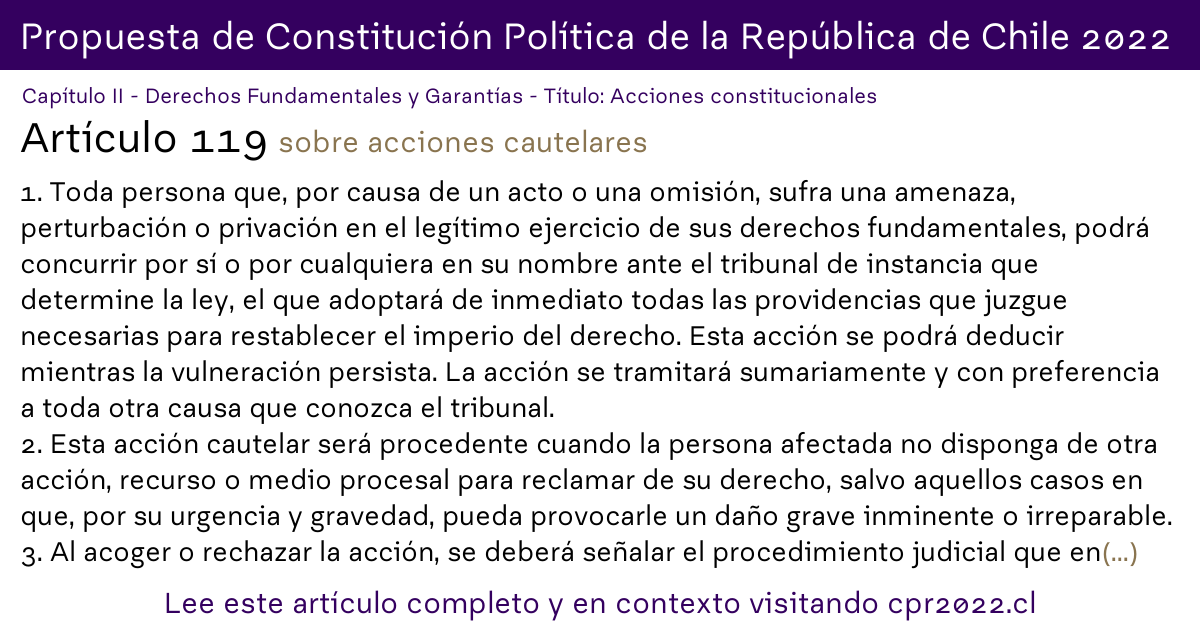 Propuesta de Constitución Política de la República de Chile 2022
Capítulo II - Derechos Fundamentales y Garantías - Título: Acciones constitucionales
Artículo 119 sobre acciones cautelares
1. Toda persona que, por causa de un acto o una omisión, sufra una amenaza,
perturbación o privación en el legítimo ejercicio de sus derechos fundamentales, podrá
concurrir por sí o por cualquiera en su nombre ante el tribunal de instancia que
determine la ley, el que adoptará de inmediato todas las providencias que juzgue
necesarias para restablecer el imperio del derecho. Esta acción se podrá deducir
mientras la vulneración persista. La acción se tramitará sumariamente y con preferencia
a toda otra causa que conozca el tribunal.
2. Esta acción cautelar será procedente cuando la persona afectada no disponga de otra
acción, recurso o medio procesal para reclamar de su derecho, salvo aquellos casos en
que, por su urgencia y gravedad, pueda provocarle un daño grave inminente o irreparable.
3. Al acoger o rechazar la acción, se deberá señalar el procedimiento judicial que en(...)
Lee este artículo completo y en contexto visitando cpr2022.cl